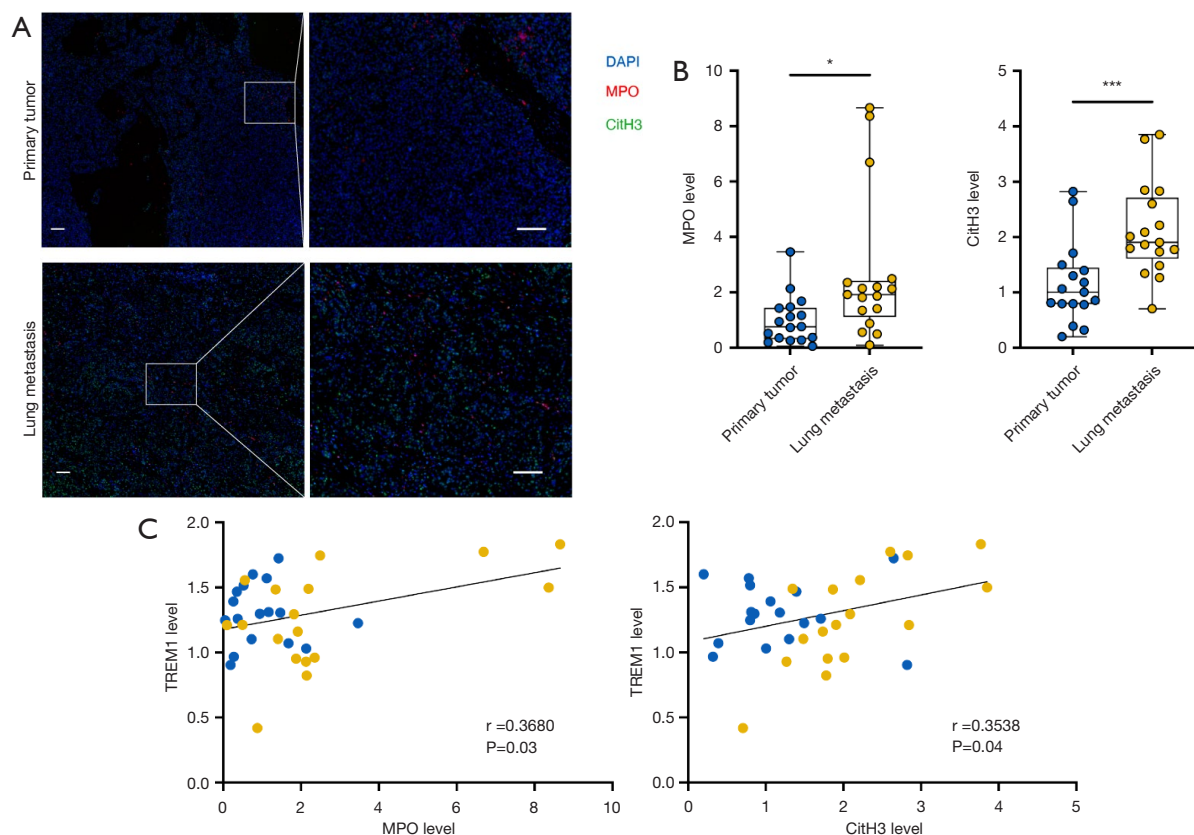 A
Primary tumor
Lung metastasis
DAPI
MPO
CitH3
B
10
8
6
4
2
0
MPO level
*
Primary tumor
Lung metastasis
5
4
3
2
1
0
CitH3 level
***
Primary tumor
Lung metastasis
C
2.0
1.5
1.0
0.5
0.0
TREM1 level
r =0.3680
P=0.03
0 2 4 6 8 10
MPO level
2.0
1.5
1.0
0.5
0.0
TREM1 level
r =0.3538
P=0.04
0 1 2 3 4 5
CitH3 level